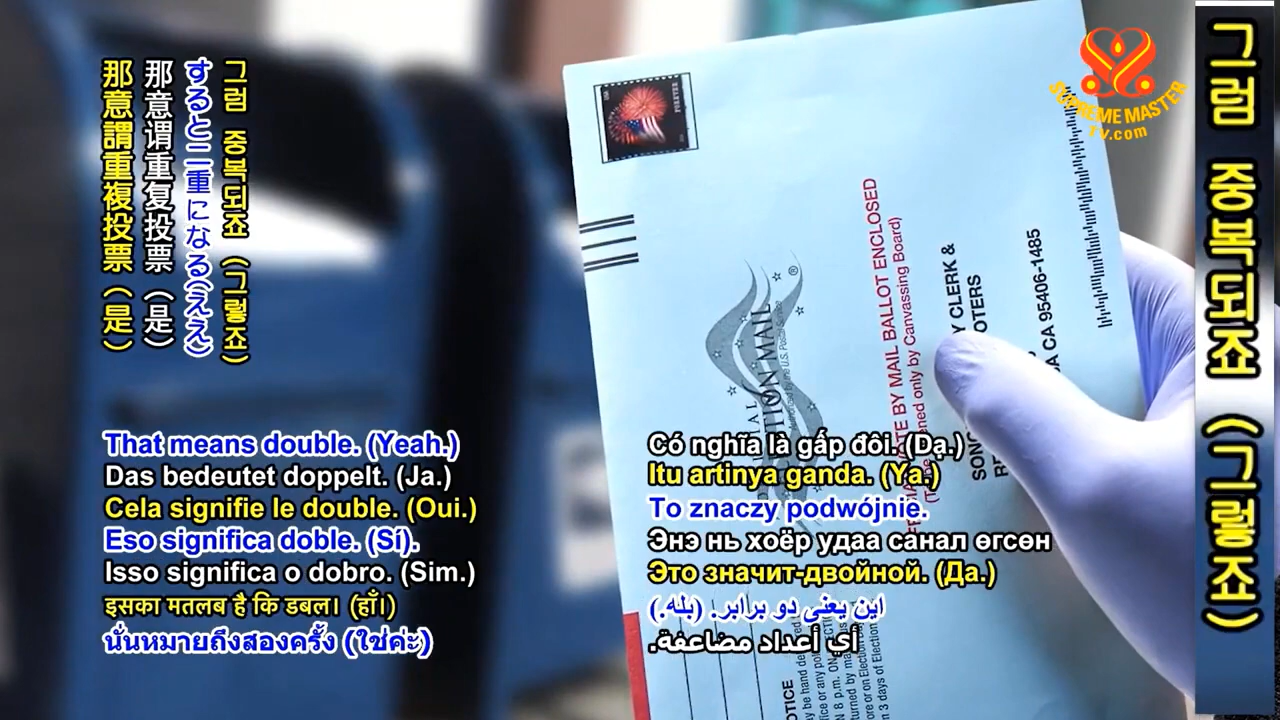 그럼 중복되죠 (그렇죠)
すると二重になる(ええ)
那意谓重复投票（是）
那意謂重複投票（是）
That means double. (Yeah.)
Das bedeutet doppelt. (Ja.)
Cela signifie le double. (Oui.)
Eso significa doble. (Sí).
Isso significa o dobro. (Sim.)
इसका मतलब है कि डबल। (हाँ।)
นั่นหมายถึงสองครั้ง (ใช่ค่ะ)
Có nghĩa là gấp đôi. (Dạ.)
Itu artinya ganda. (Ya.)
To znaczy podwójnie.
Энэ нь хоёр удаа санал өгсөн
Это значит-двойной. (Да.)
این یعنی دو برابر. (بله.)
أي أعداد مضاعفة.
FOREVER
MAIL
BY MAIL BALLOT ENCLOSED
only by Canvassing Board)
CLERK &
CA 95406-1485
SUPREME MASTER
TV.com
그럼 중복되죠 (그렇죠)